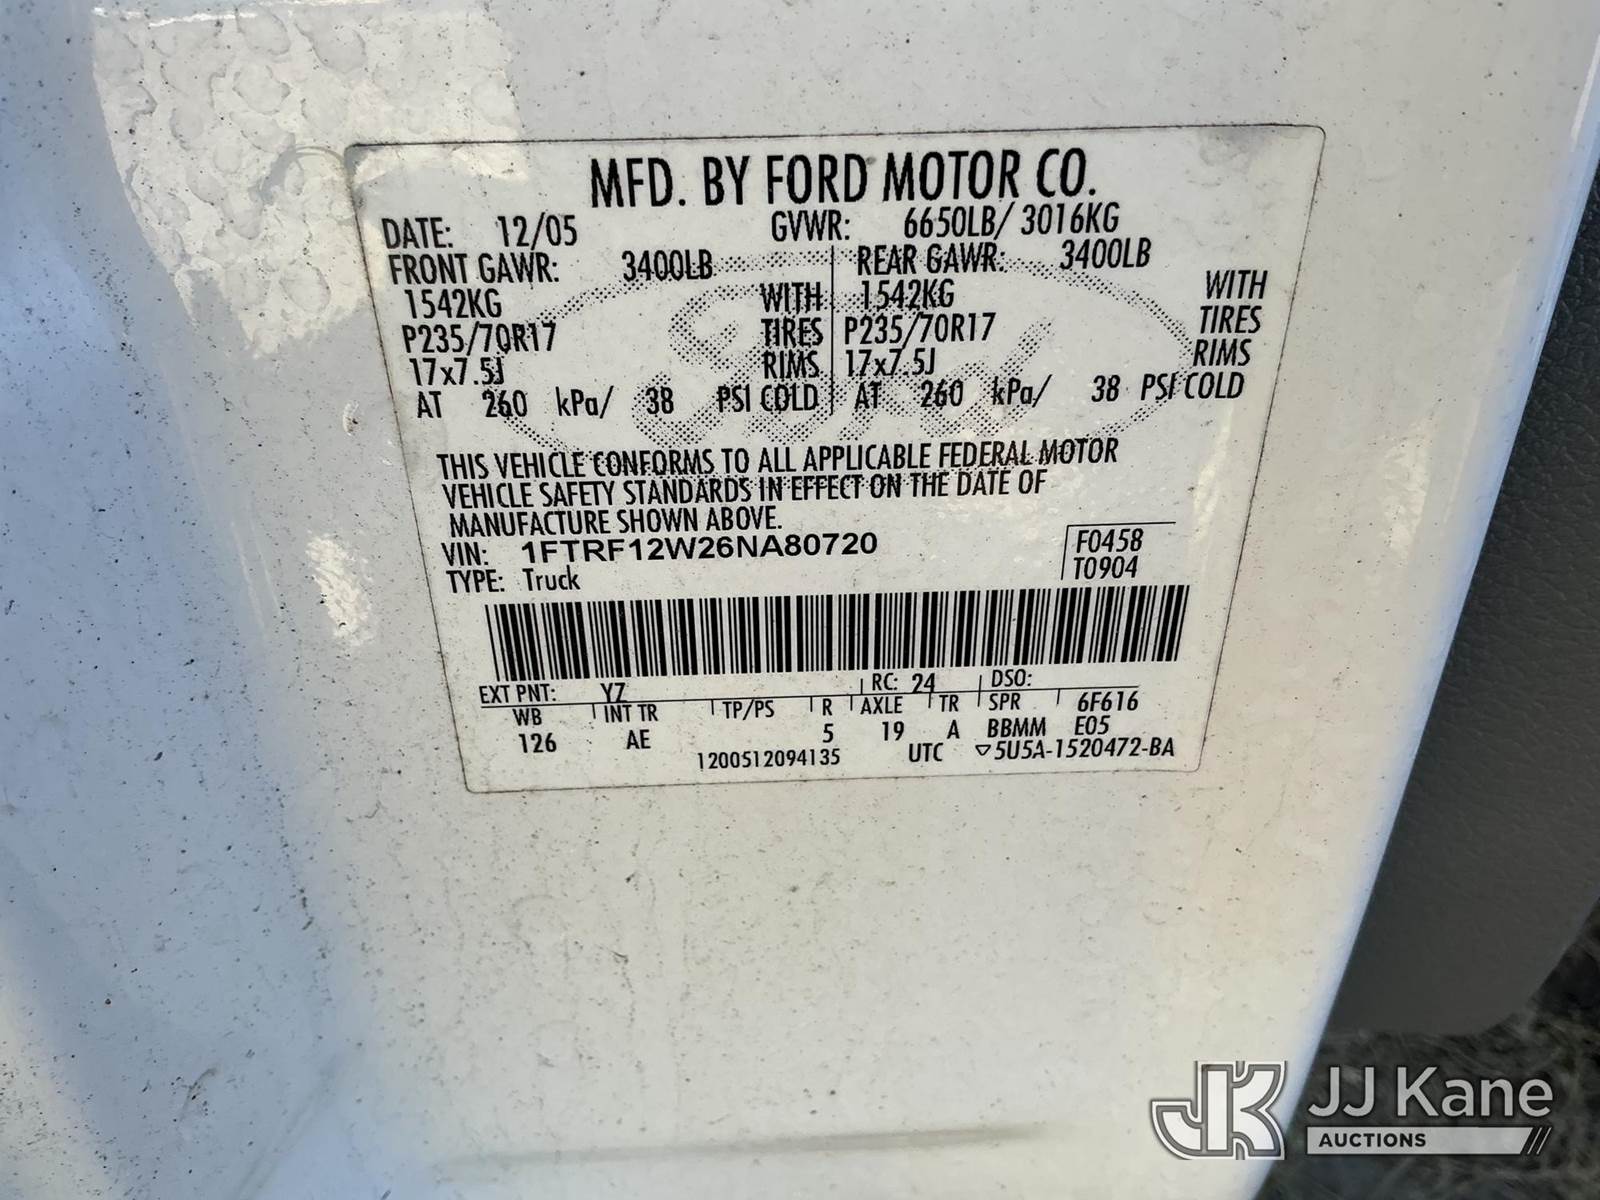 MFD. BY FORD MOTOR CO.
DATE: 12/05 GVWR: 6650LB/ 3016KG
FRONT GAWR: 3400LB REAR GAWR: 3400LB
1542KG WITH 1542KG WITH
P235/70R17 TIRES P235/70R17 TIRES
17x7.5J RIMS 17x7.5J RIMS
AT 260 kPa/ 38 PSI COLD AT 260 kPa/ 38 PSI COLD
Ford
THIS VEHICLE CONFORMS TO ALL APPLICABLE FEDERAL MOTOR
VEHICLE SAFETY STANDARDS IN EFFECT ON THE DATE OF
MANUFACTURE SHOWN ABOVE.
VIN: 1FTRF12W26NA80720 F0458
TYPE: Truck T0904
EXT PNT: YZ RC: 24 DSO:
WB INT TR TP/PS R AXLE TR SPR 6F616
126 AE 5 19 A BBMM E05
1200512094135 UTC ▽5U5A-1520472-BA
JK JJ Kane
AUCTIONS